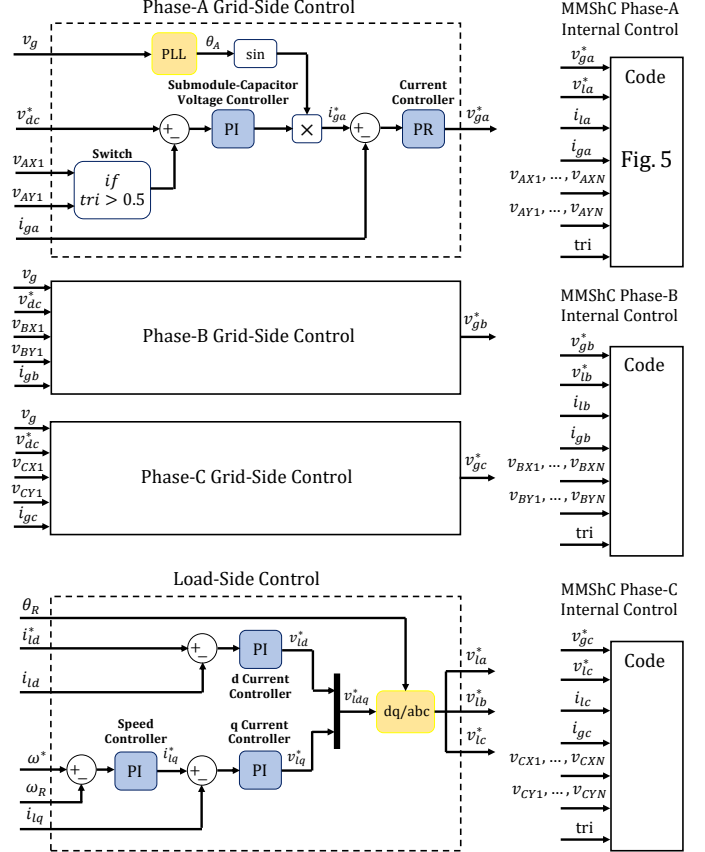 Phase-A Grid-Side Control
v_g
PLL
θ_A
sin
Submodule-Capacitor
Voltage Controller
Current
Controller
v*_dc
+
−
PI
×
i*_ga
+
−
PR
v*_ga
v_AX1
Switch
if
tri > 0.5
v_AY1
i_ga
MMShC Phase-A
Internal Control
v*_ga
v*_la
i_la
i_ga
v_AX1, …, v_AXN
v_AY1, …, v_AYN
tri
Code
Fig. 5
v_g
v*_dc
v_BX1
v_BY1
i_gb
Phase-B Grid-Side Control
v*_gb
MMShC Phase-B
Internal Control
v*_gb
v*_lb
i_lb
i_gb
v_BX1, …, v_BXN
v_BY1, …, v_BYN
tri
Code
v_g
v*_dc
v_CX1
v_CY1
i_gc
Phase-C Grid-Side Control
v*_gc
Load-Side Control
θ_R
i*_ld
+
−
PI
v*_ld
i_ld
d Current
Controller
v*_ldq
dq/abc
v*_la
v*_lb
v*_lc
Speed
Controller
q Current
Controller
ω*
+
−
PI
i*_lq
+
−
PI
v*_lq
ω_R
i_lq
MMShC Phase-C
Internal Control
v*_gc
v*_lc
i_lc
i_gc
v_CX1, …, v_CXN
v_CY1, …, v_CYN
tri
Code